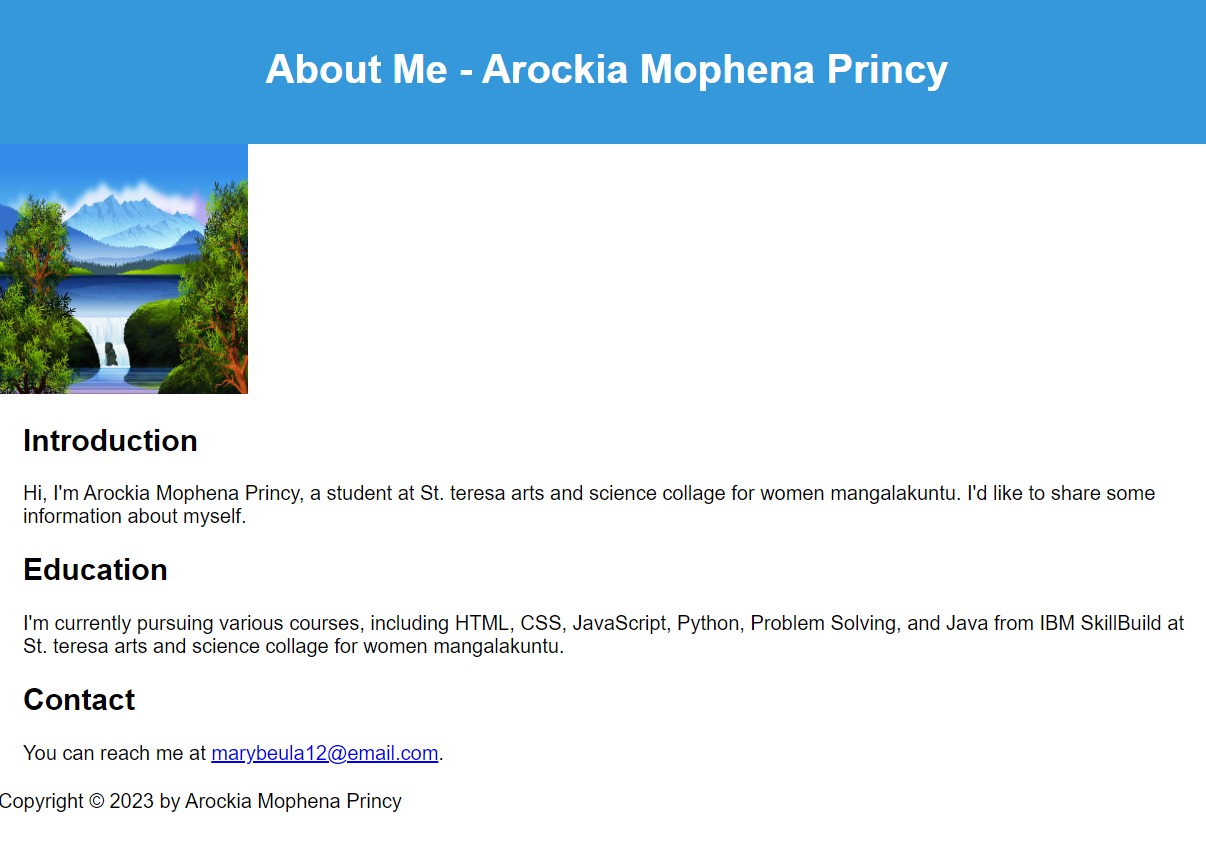 About Me - Arockia Mophena Princy
Introduction
Hi, I'm Arockia Mophena Princy, a student at St. teresa arts and science collage for women mangalakuntu. I'd like to share some
information about myself.
Education
I'm currently pursuing various courses, including HTML, CSS, JavaScript, Python, Problem Solving, and Java from IBM SkillBuild at
St. teresa arts and science collage for women mangalakuntu.
Contact
You can reach me at marybeula12@email.com.
Copyright © 2023 by Arockia Mophena Princy